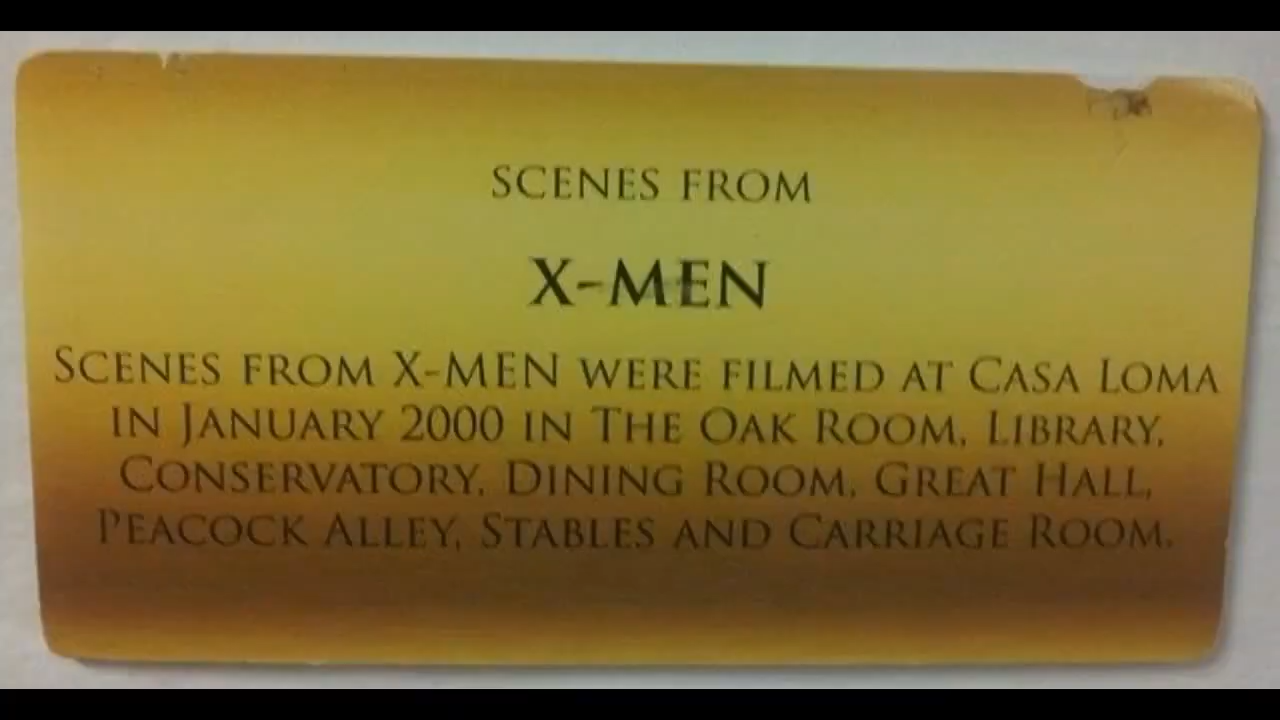 SCENES FROM
X-MEN
SCENES FROM X-MEN WERE FILMED AT CASA LOMA
IN JANUARY 2000 IN THE OAK ROOM, LIBRARY,
CONSERVATORY, DINING ROOM, GREAT HALL,
PEACOCK ALLEY, STABLES AND CARRIAGE ROOM.